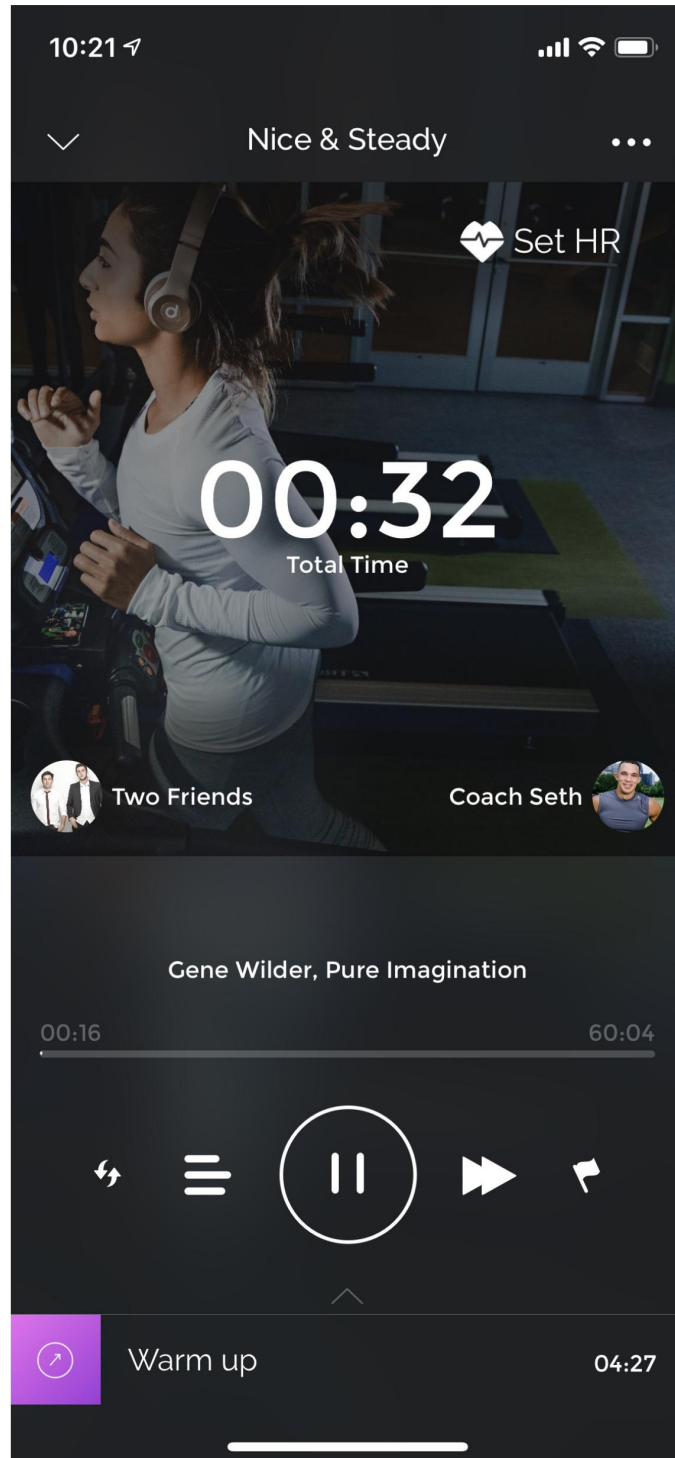 10:21
Nice & Steady
Set HR
00:32
Total Time
Two Friends
Coach Seth
Gene Wilder, Pure Imagination
00:16
60:04
Warm up
04:27